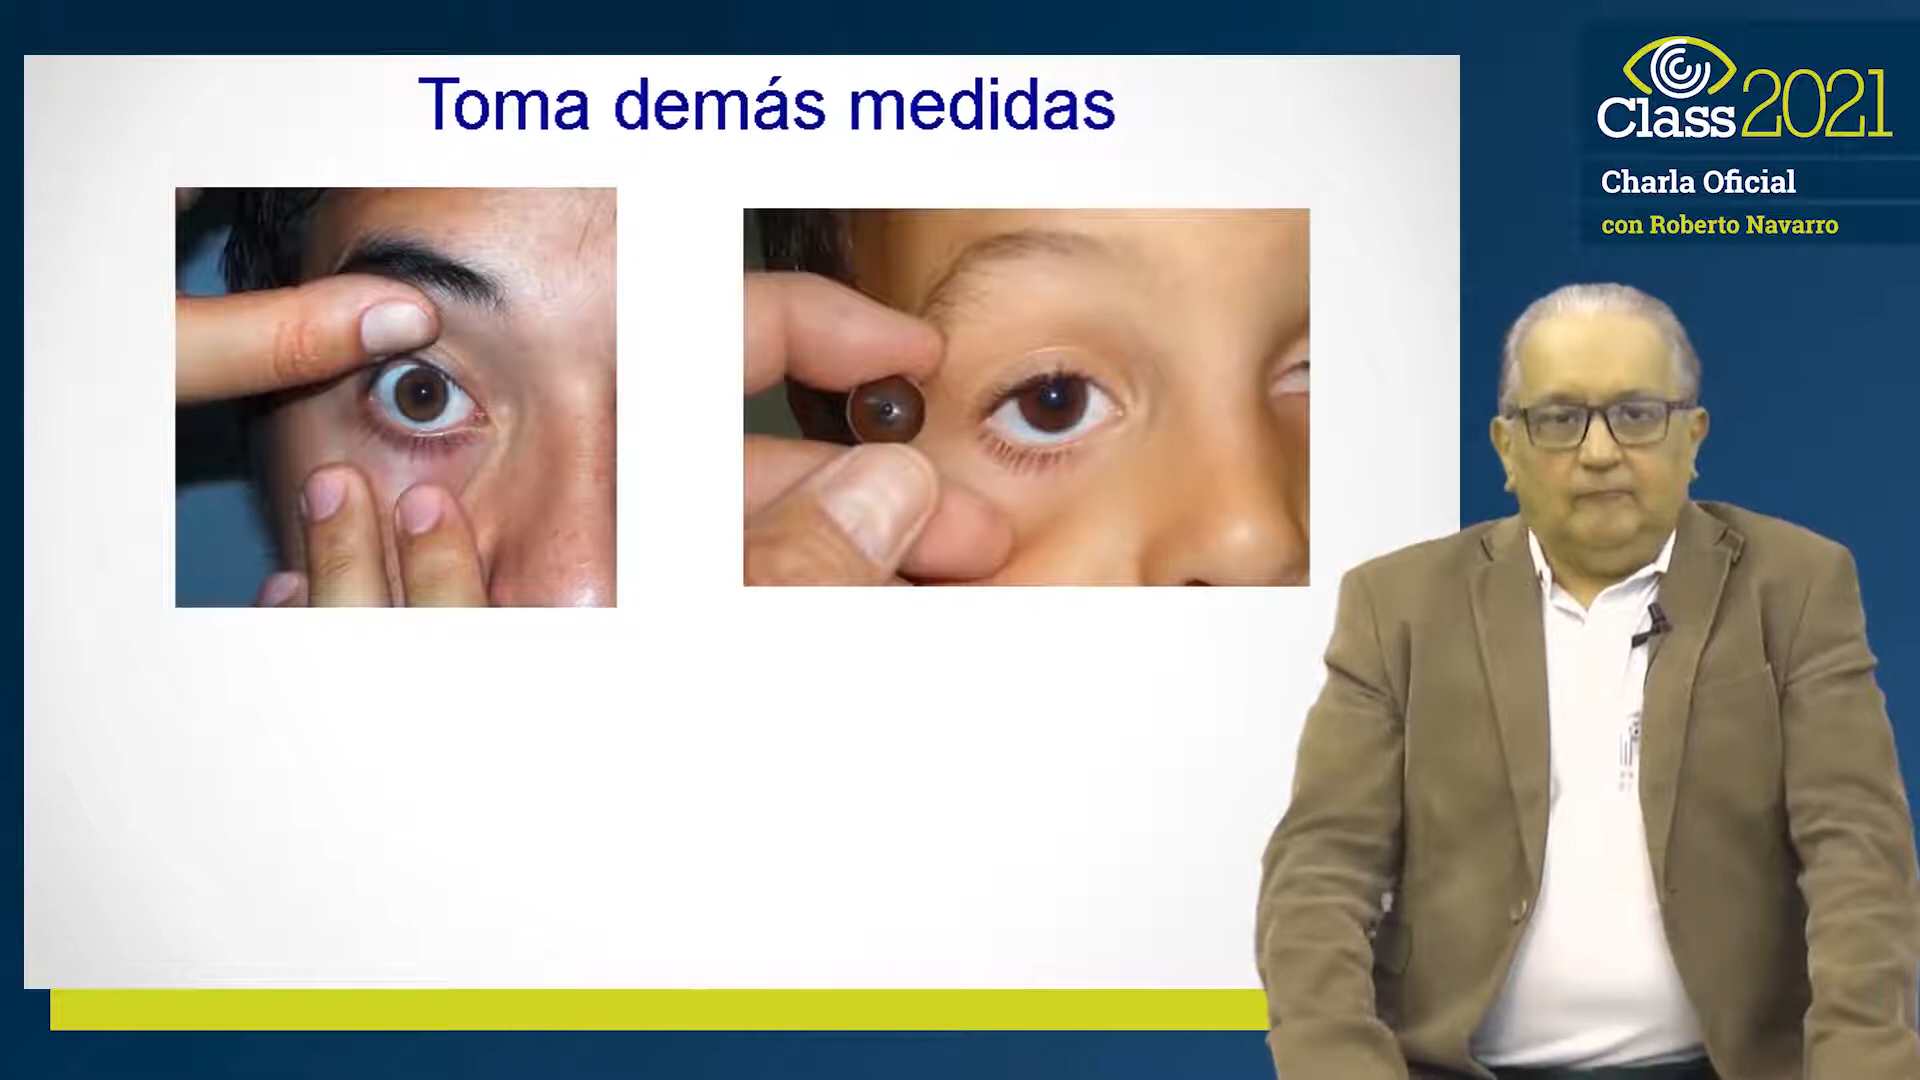 Toma demás medidas
Class 2021
Charla Oficial
con Roberto Navarro